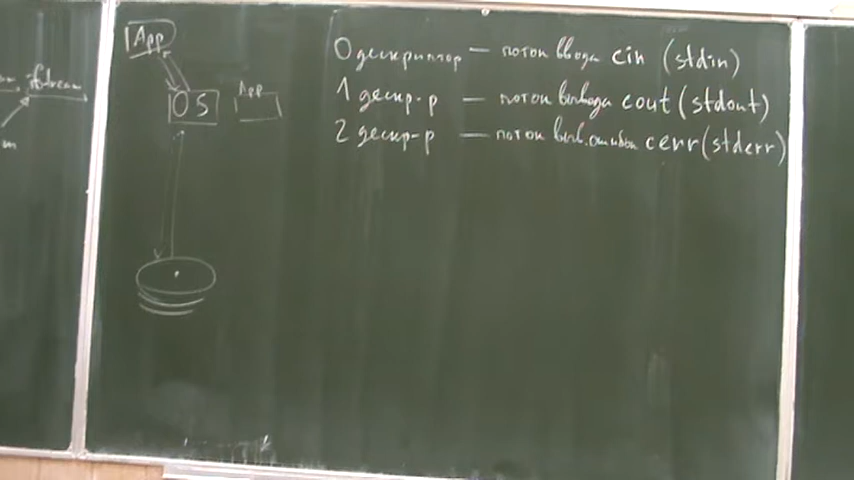 App
OS
App
fstream
m
0 дескриптор — поток ввода cin (stdin)
1 дескр-р — поток вывода cout (stdout)
2 дескр-р — поток выв. ошибок cerr (stderr)